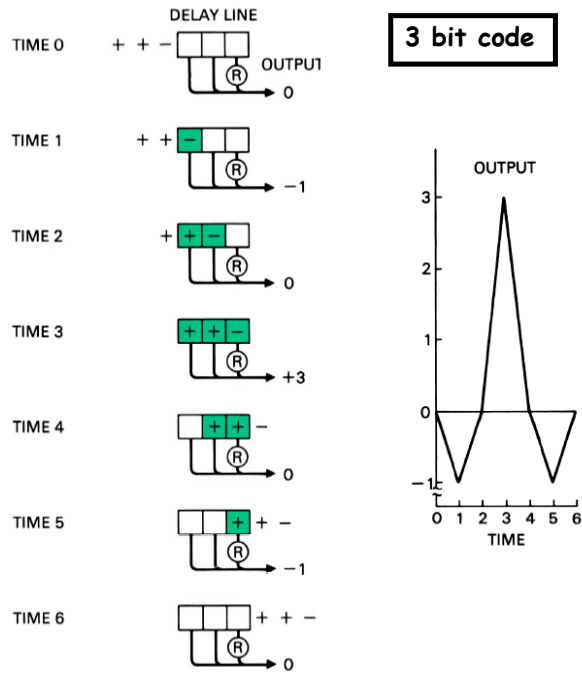 DELAY LINE
3 bit code
TIME 0 + + - OUTPUT
R
0
TIME 1 + + -
R
-1
TIME 2 + + -
R
0
TIME 3 + + -
R
+3
TIME 4 + + -
R
0
TIME 5 + + -
R
-1
TIME 6 + + -
R
0
OUTPUT
3
2
1
0
-1
0 1 2 3 4 5 6
TIME